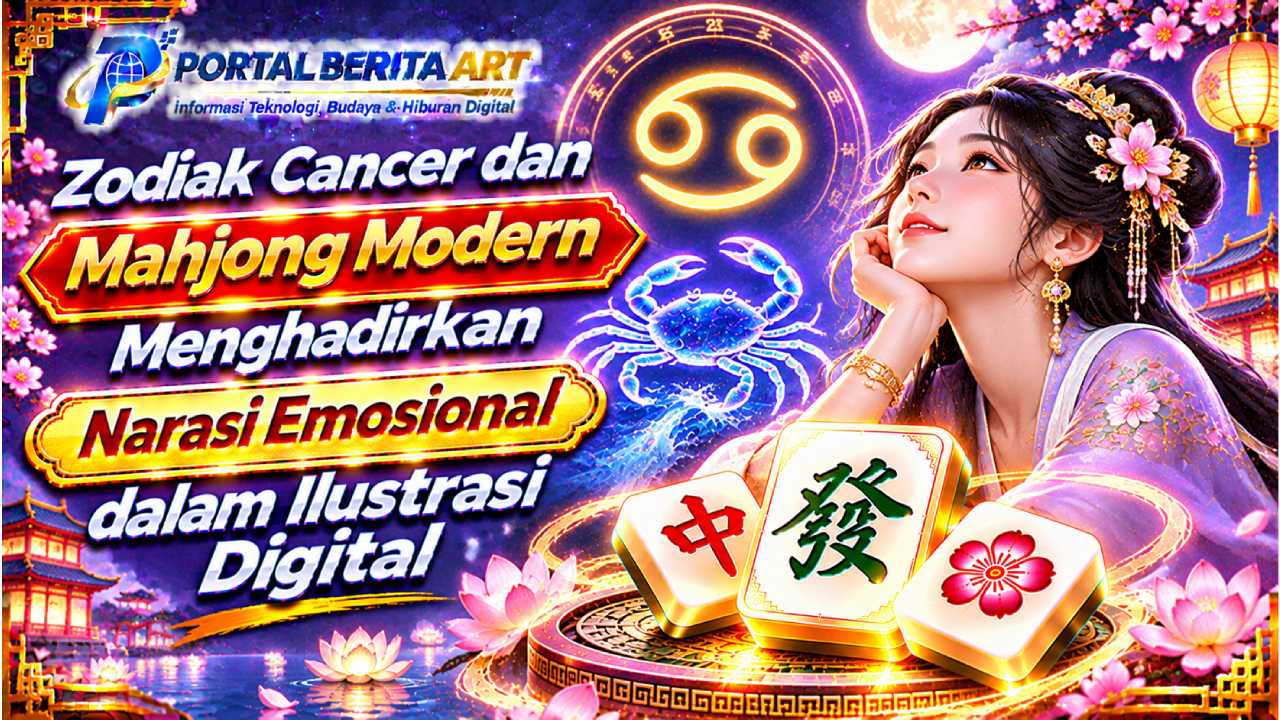 PORTAL BERITA ART
Informasi Teknologi, Budaya & Hiburan Digital
Zodiak Cancer dan
Mahjong Modern
Menghadirkan
Narasi Emosional
dalam Ilustrasi
Digital
♋
中
發